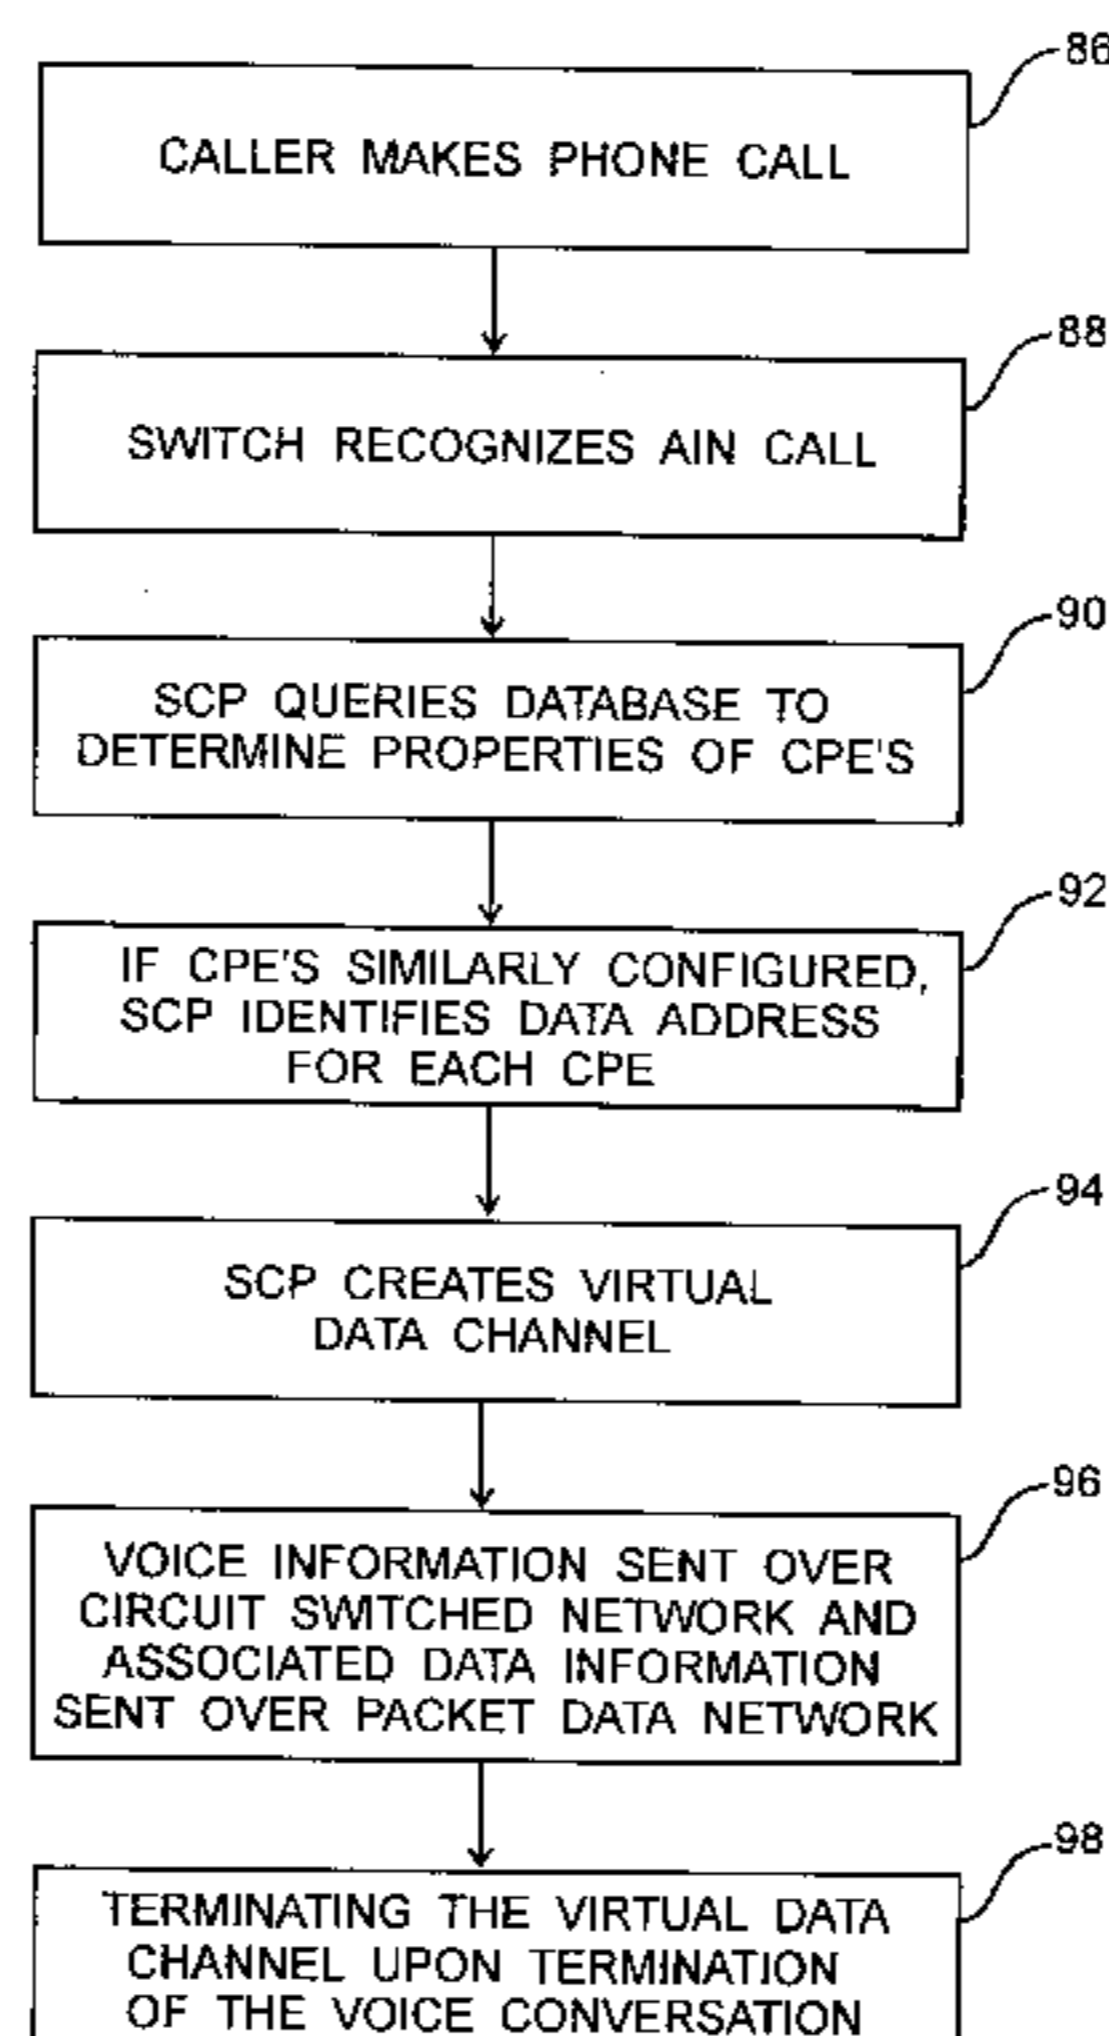 86
CALLER MAKES PHONE CALL
88
SWITCH RECOGNIZES AIN CALL
90
SCP QUERIES DATABASE TO
DETERMINE PROPERTIES OF CPE'S
92
IF CPE'S SIMILARLY CONFIGURED,
SCP IDENTIFIES DATA ADDRESS
FOR EACH CPE
94
SCP CREATES VIRTUAL
DATA CHANNEL
96
VOICE INFORMATION SENT OVER
CIRCUIT SWITCHED NETWORK AND
ASSOCIATED DATA INFORMATION
SENT OVER PACKET DATA NETWORK
98
TERMINATING THE VIRTUAL DATA
CHANNEL UPON TERMINATION
OF THE VOICE CONVERSATION